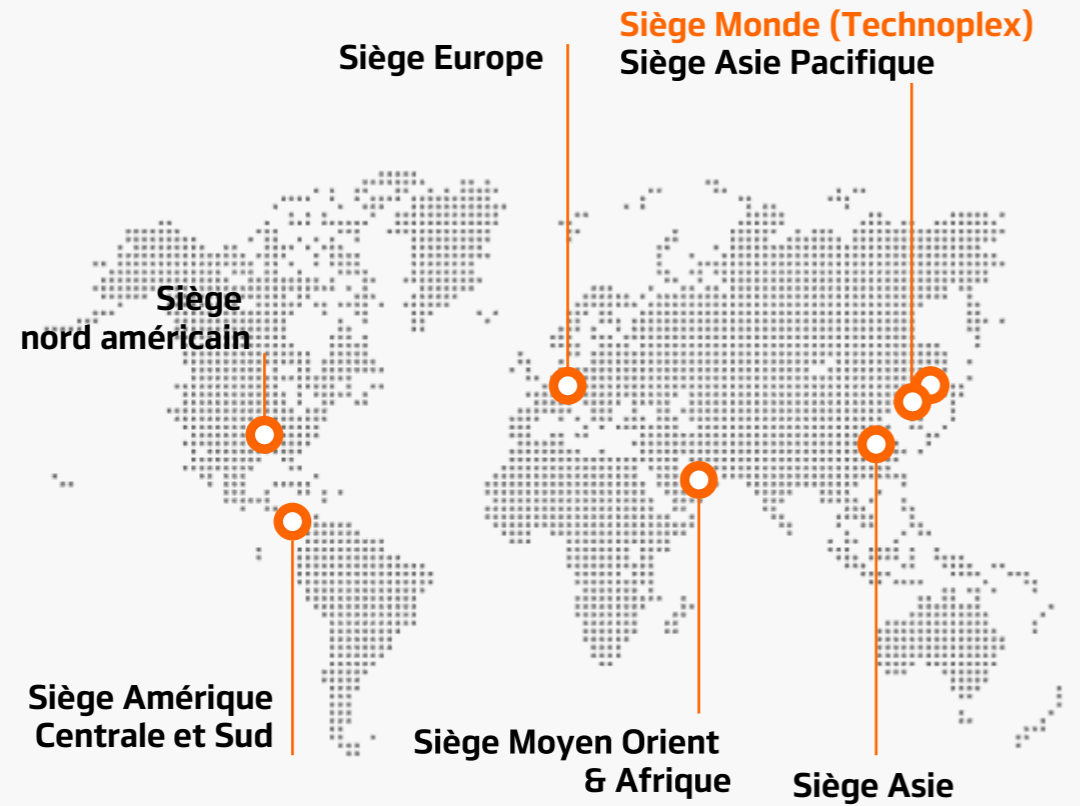 Siège Monde (Technoplex)
Siège Europe
Siège Asie Pacifique
Siège
nord américain
Siège Amérique
Centrale et Sud
Siège Moyen Orient
& Afrique
Siège Asie